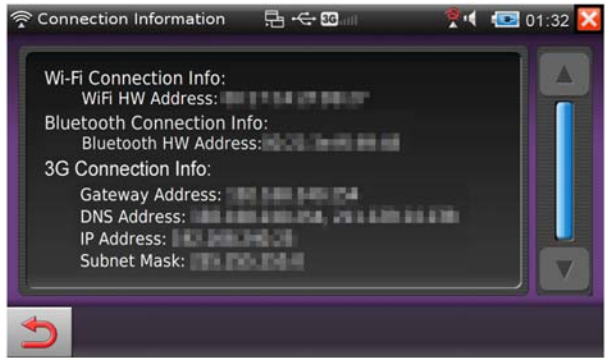 Connection Information 3G 01:32
Wi-Fi Connection Info:
WiFi HW Address:
Bluetooth Connection Info:
Bluetooth HW Address:
3G Connection Info:
Gateway Address:
DNS Address:
IP Address:
Subnet Mask: